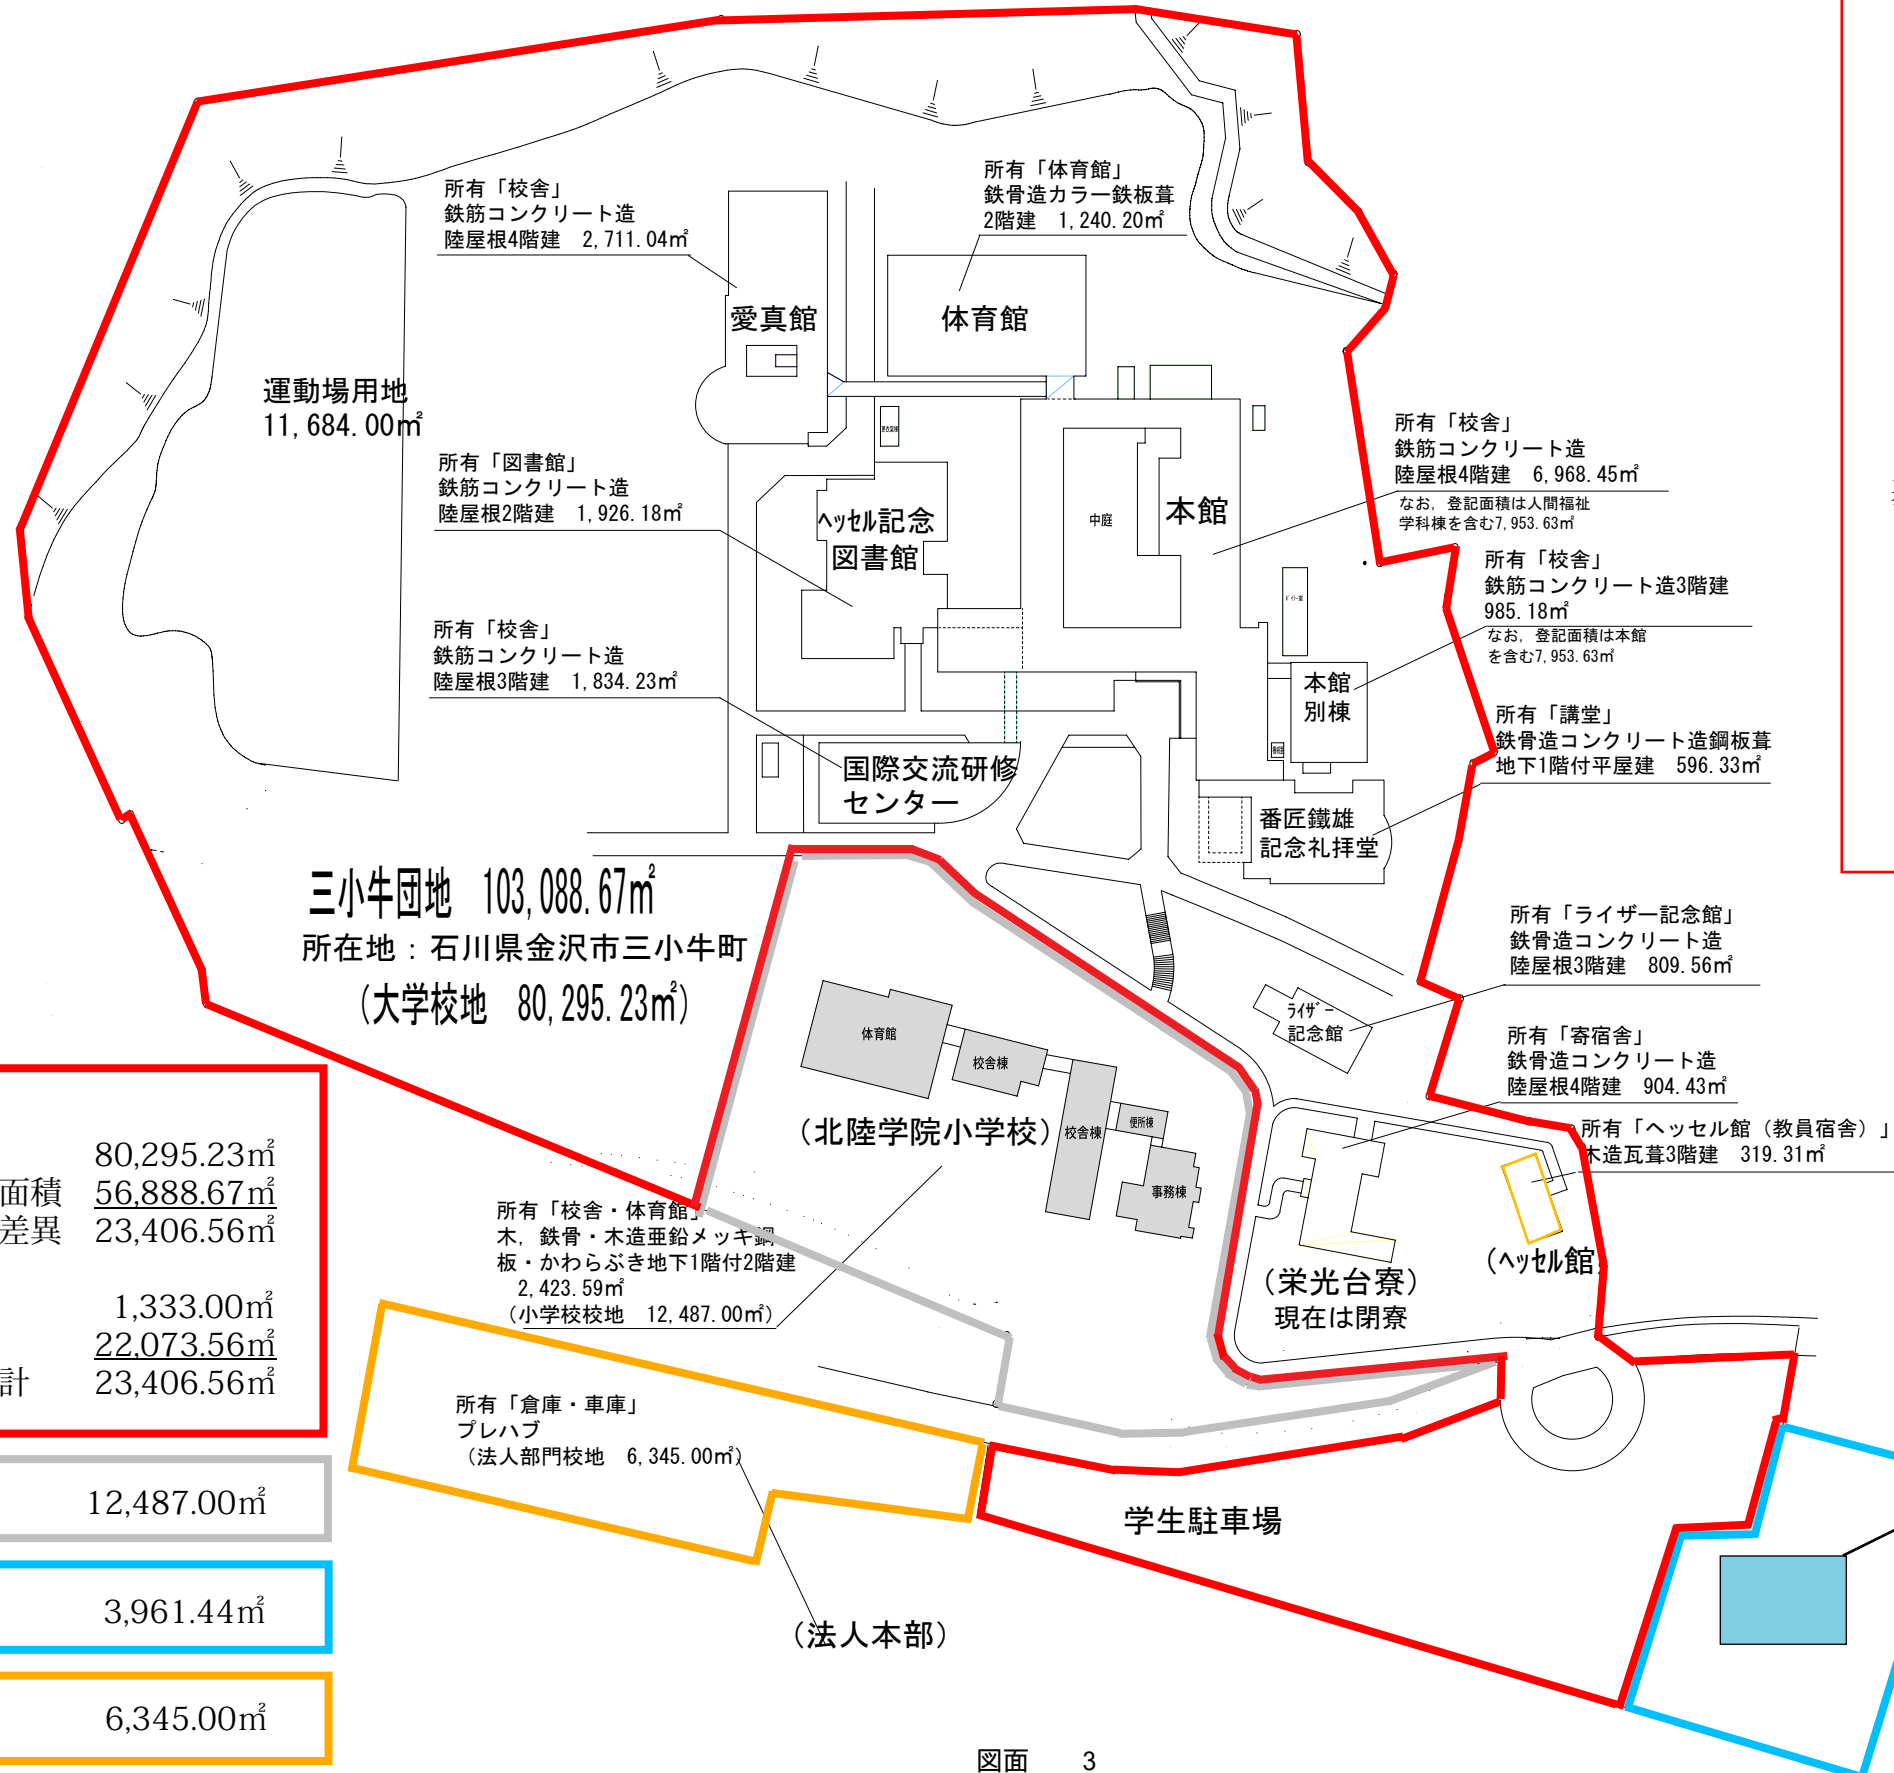 所有「校舎」
鉄筋コンクリート造
陸屋根4階建　2,711.04㎡
所有「体育館」
鉄骨造カラー鉄板葺
2階建　1,240.20㎡
愛真館
体育館
運動場用地
11,684.00㎡
所有「図書館」
鉄筋コンクリート造
陸屋根2階建　1,926.18㎡
ヘッセル記念
図書館
中庭
本館
所有「校舎」
鉄筋コンクリート造
陸屋根4階建　6,968.45㎡
なお，登記面積は人間福祉
学科棟を含む7,953.63㎡
所有「校舎」
鉄筋コンクリート造3階建
985.18㎡
なお，登記面積は本館
を含む7,953.63㎡
所有「校舎」
鉄筋コンクリート造
陸屋根3階建　1,834.23㎡
本館
別棟
所有「講堂」
鉄骨造コンクリート造鋼板葺
地下1階付平屋建　596.33㎡
国際交流研修
センター
番匠鐵雄
記念礼拝堂
三小牛団地　103,088.67㎡
所在地：石川県金沢市三小牛町
（大学校地　80,295.23㎡）
所有「ライザー記念館」
鉄骨造コンクリート造
陸屋根3階建　809.56㎡
ライザー
記念館
体育館
校舎棟
校舎棟
便所棟
事務棟
（北陸学院小学校）
所有「寄宿舎」
鉄骨造コンクリート造
陸屋根4階建　904.43㎡
所有「ヘッセル館（教員宿舎）」
木造瓦葺3階建　319.31㎡
80,295.23㎡
面積　56,888.67㎡
差異　23,406.56㎡
1,333.00㎡
22,073.56㎡
計　23,406.56㎡
所有「校舎・体育館」
木，鉄骨・木造亜鉛メッキ鋼
板・かわらぶき地下1階付2階建
2,423.59㎡
（小学校校地　12,487.00㎡）
（栄光台寮）
現在は閉寮
（ヘッセル館）
所有「倉庫・車庫」
プレハブ
（法人部門校地　6,345.00㎡）
12,487.00㎡
3,961.44㎡
6,345.00㎡
学生駐車場
（法人本部）
図面　3